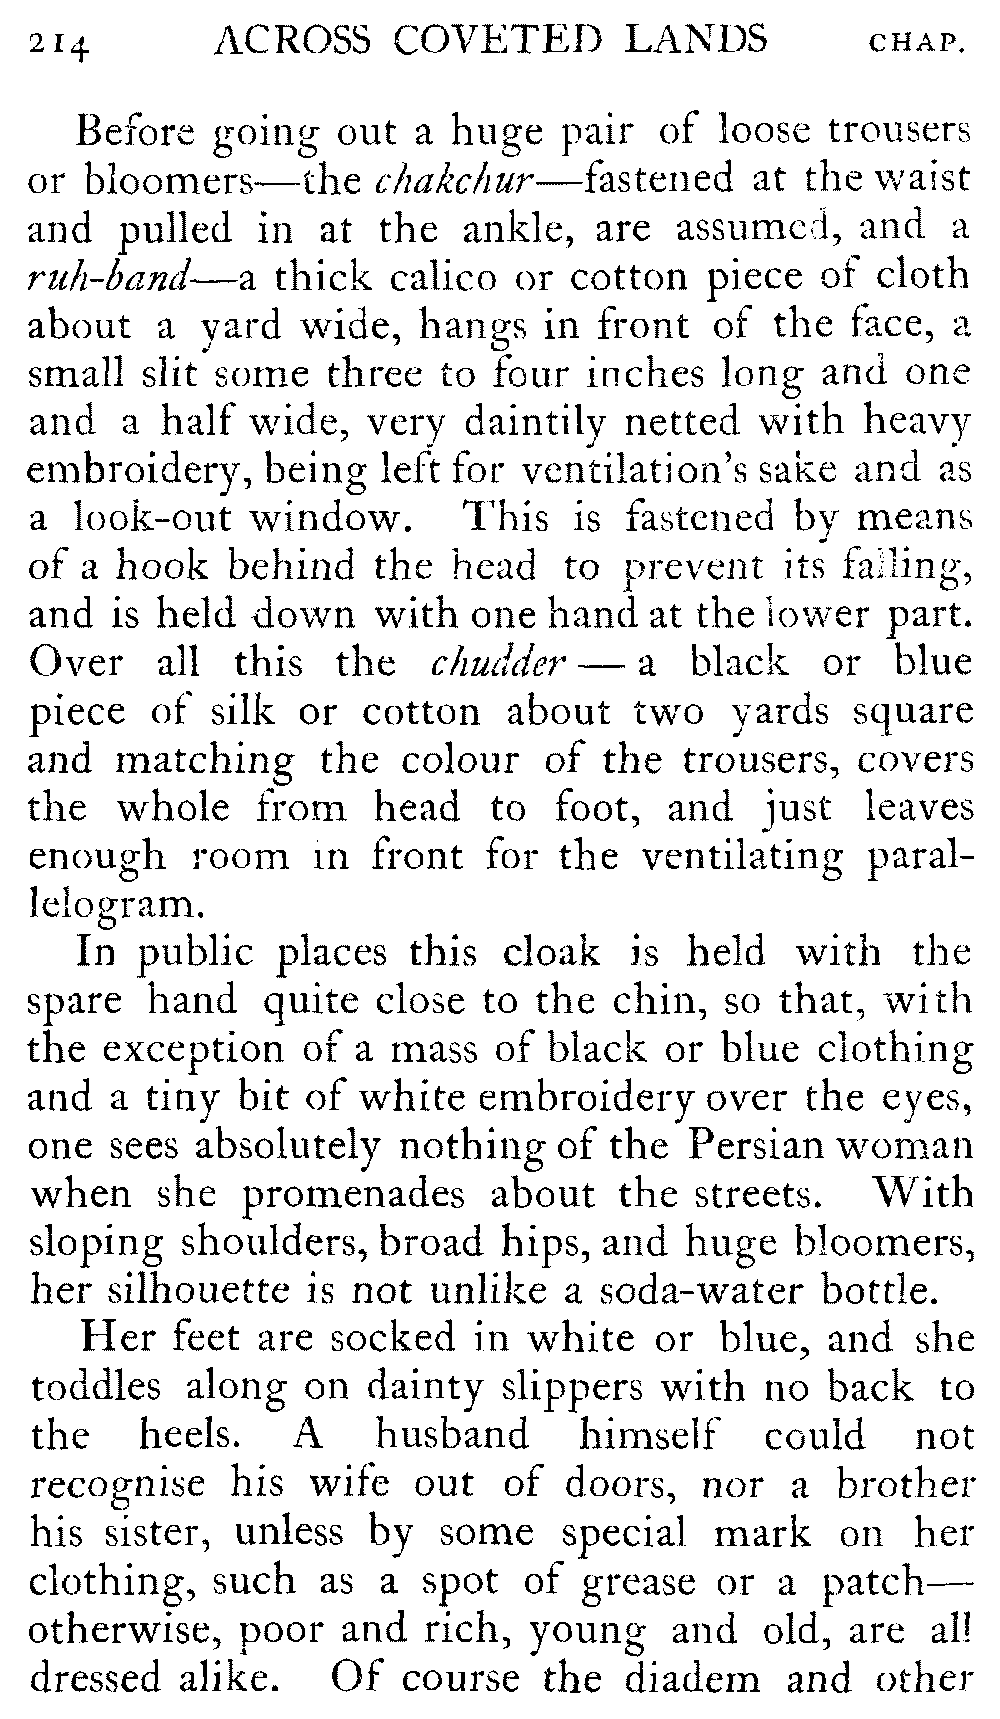 214 ACROSS COVETED LANDS CHAP.
Before going out a huge pair of loose trousers
or bloomers—the chakchur—fastened at the waist
and pulled in at the ankle, are assumed, and a
ruh-band—a thick calico or cotton piece of cloth
about a yard wide, hangs in front of the face, a
small slit some three to four inches long and one
and a half wide, very daintily netted with heavy
embroidery, being left for ventilation's sake and as
a look-out window. This is fastened by means
of a hook behind the head to prevent its falling,
and is held down with one hand at the lower part.
Over all this the chudder — a black or blue
piece of silk or cotton about two yards square
and matching the colour of the trousers, covers
the whole from head to foot, and just leaves
enough room in front for the ventilating paral-
lelogram.
In public places this cloak is held with the
spare hand quite close to the chin, so that, with
the exception of a mass of black or blue clothing
and a tiny bit of white embroidery over the eyes,
one sees absolutely nothing of the Persian woman
when she promenades about the streets. With
sloping shoulders, broad hips, and huge bloomers,
her silhouette is not unlike a soda-water bottle.
Her feet are socked in white or blue, and she
toddles along on dainty slippers with no back to
the heels. A husband himself could not
recognise his wife out of doors, nor a brother
his sister, unless by some special mark on her
clothing, such as a spot of grease or a patch—
otherwise, poor and rich, young and old, are all
dressed alike. Of course the diadem and other